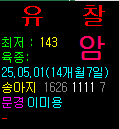 유 찰
최저 : 143
육종: 암
25.05.01(14개월7일)
송아지 1626 1111 7
문경 이미용
-